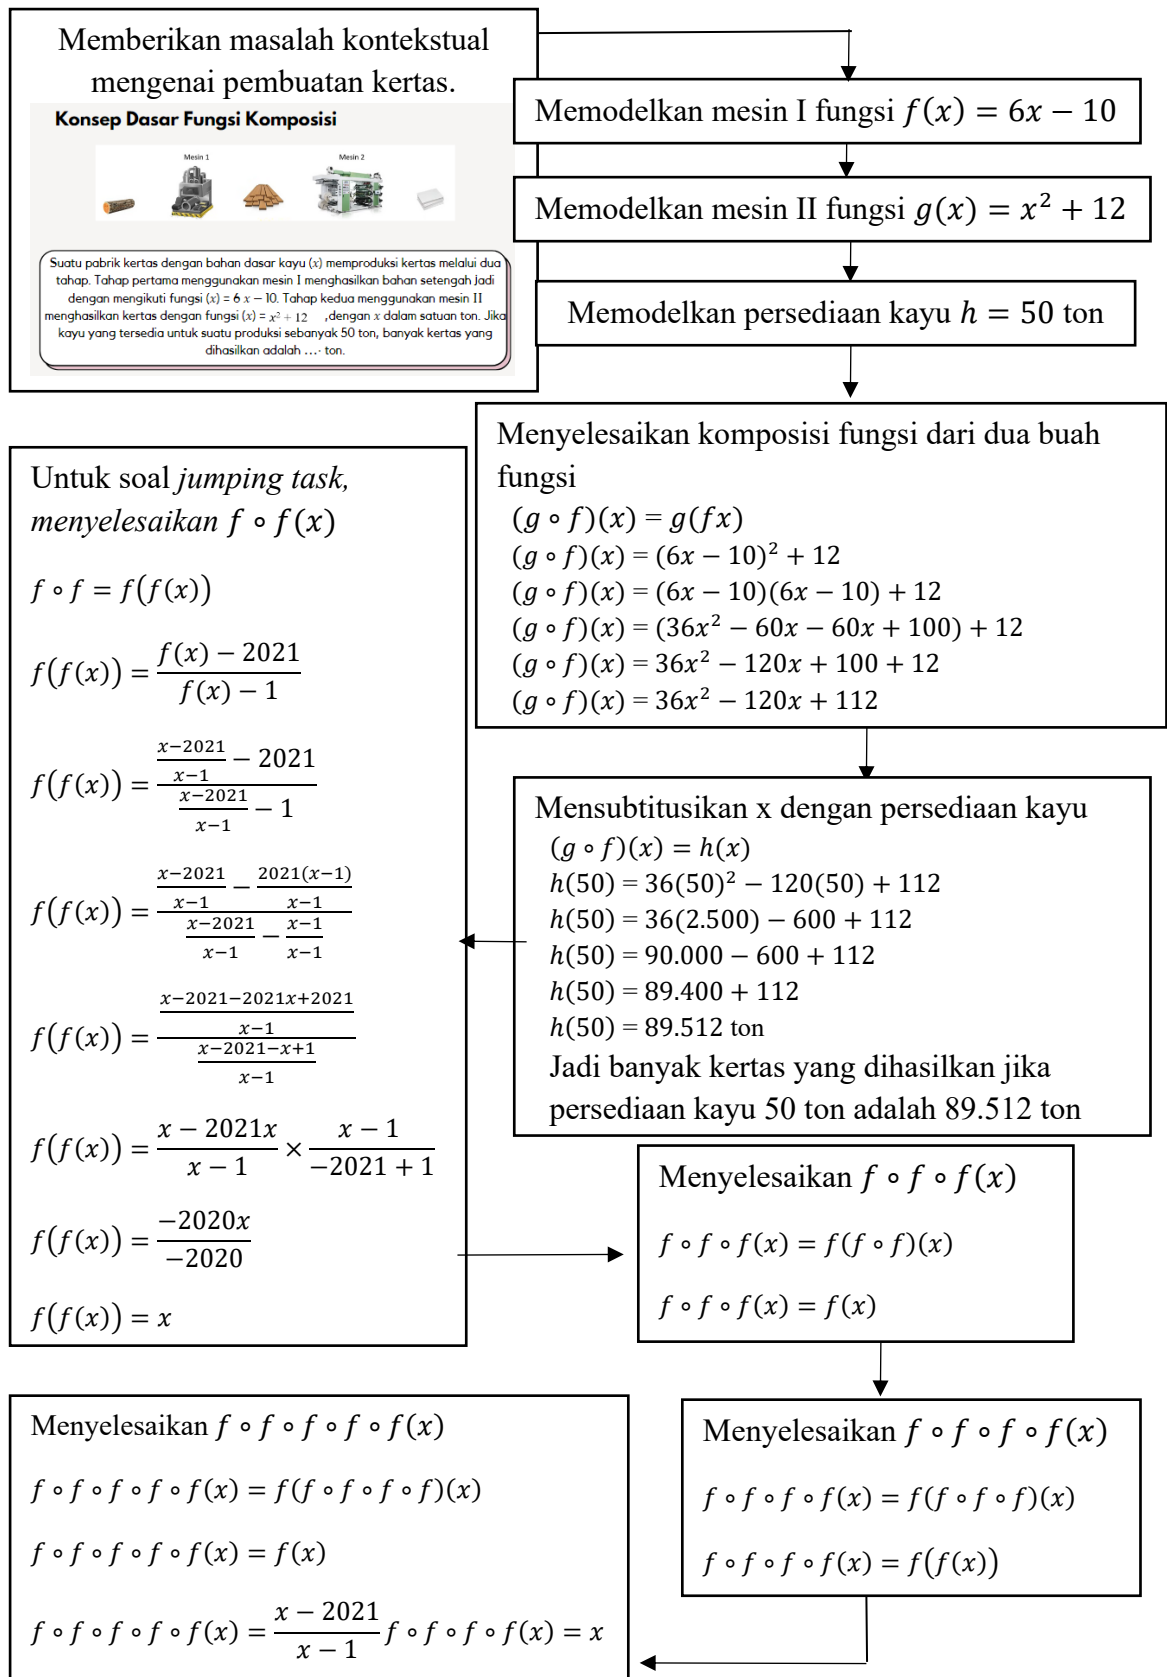 Memberikan masalah kontekstual
mengenai pembuatan kertas.
Konsep Dasar Fungsi Komposisi
Mesin 1
Mesin 2
Suatu pabrik kertas dengan bahan dasar kayu (x) memproduksi kertas melalui dua
tahap. Tahap pertama menggunakan mesin I menghasilkan bahan setengah jadi
dengan mengikuti fungsi (x) = 6 x − 10. Tahap kedua menggunakan mesin II
menghasilkan kertas dengan fungsi (x) = x² + 12 ,dengan x dalam satuan ton. Jika
kayu yang tersedia untuk suatu produksi sebanyak 50 ton, banyak kertas yang
dihasilkan adalah …. ton.
Memodelkan mesin I fungsi f(x) = 6x − 10
Memodelkan mesin II fungsi g(x) = x² + 12
Memodelkan persediaan kayu h = 50 ton
Menyelesaikan komposisi fungsi dari dua buah
fungsi
(g ∘ f)(x) = g(fx)
(g ∘ f)(x) = (6x − 10)² + 12
(g ∘ f)(x) = (6x − 10)(6x − 10) + 12
(g ∘ f)(x) = (36x² − 60x − 60x + 100) + 12
(g ∘ f)(x) = 36x² − 120x + 100 + 12
(g ∘ f)(x) = 36x² − 120x + 112
Mensubtitusikan x dengan persediaan kayu
(g ∘ f)(x) = h(x)
h(50) = 36(50)² − 120(50) + 112
h(50) = 36(2.500) − 600 + 112
h(50) = 90.000 − 600 + 112
h(50) = 89.400 + 112
h(50) = 89.512 ton
Jadi banyak kertas yang dihasilkan jika
persediaan kayu 50 ton adalah 89.512 ton
Untuk soal jumping task,
menyelesaikan f ∘ f(x)
f ∘ f = f(f(x))
f(f(x)) = (f(x) − 2021)/(f(x) − 1)
f(f(x)) = ((x−2021)/(x−1) − 2021)/((x−2021)/(x−1) − 1)
f(f(x)) = ((x−2021)/(x−1) − 2021(x−1)/(x−1))/((x−2021)/(x−1) − (x−1)/(x−1))
f(f(x)) = ((x−2021−2021x+2021)/(x−1))/((x−2021−x+1)/(x−1))
f(f(x)) = (x − 2021x)/(x − 1) × (x − 1)/(−2021 + 1)
f(f(x)) = (−2020x)/(−2020)
f(f(x)) = x
Menyelesaikan f ∘ f ∘ f(x)
f ∘ f ∘ f(x) = f(f ∘ f)(x)
f ∘ f ∘ f(x) = f(x)
Menyelesaikan f ∘ f ∘ f ∘ f(x)
f ∘ f ∘ f ∘ f(x) = f(f ∘ f ∘ f)(x)
f ∘ f ∘ f ∘ f(x) = f(f(x))
Menyelesaikan f ∘ f ∘ f ∘ f ∘ f(x)
f ∘ f ∘ f ∘ f ∘ f(x) = f(f ∘ f ∘ f ∘ f)(x)
f ∘ f ∘ f ∘ f ∘ f(x) = f(x)
f ∘ f ∘ f ∘ f ∘ f(x) = (x − 2021)/(x − 1) f ∘ f ∘ f ∘ f(x) = x